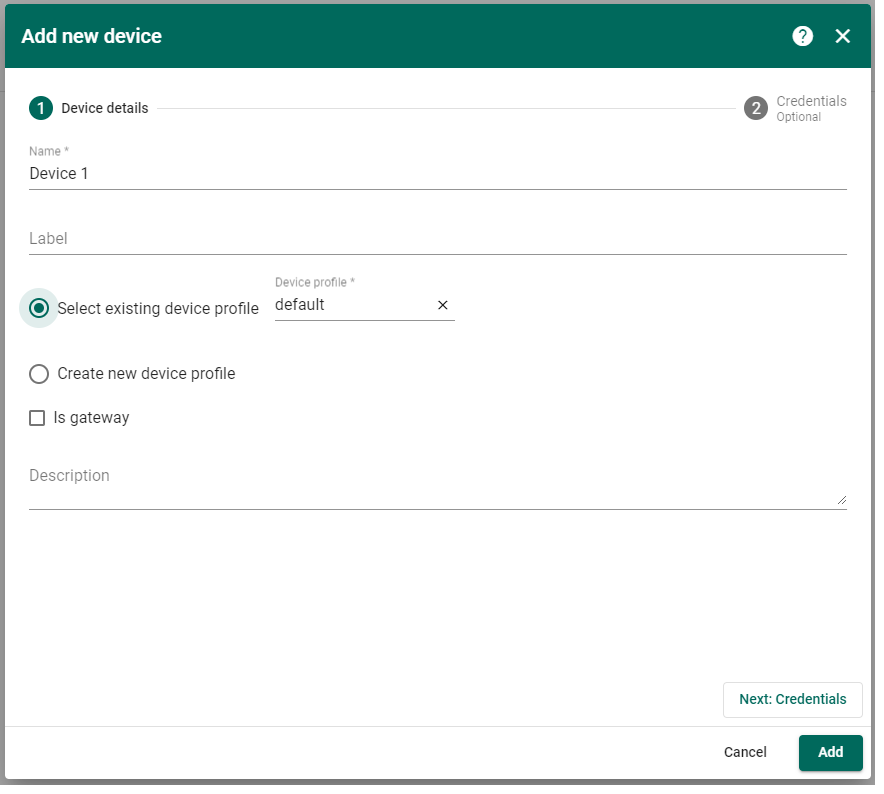 Add new device
?
1 Device details
2 Credentials
Optional
Name *
Device 1
Label
Device profile *
default
Select existing device profile
Create new device profile
Is gateway
Description
Next: Credentials
Cancel
Add